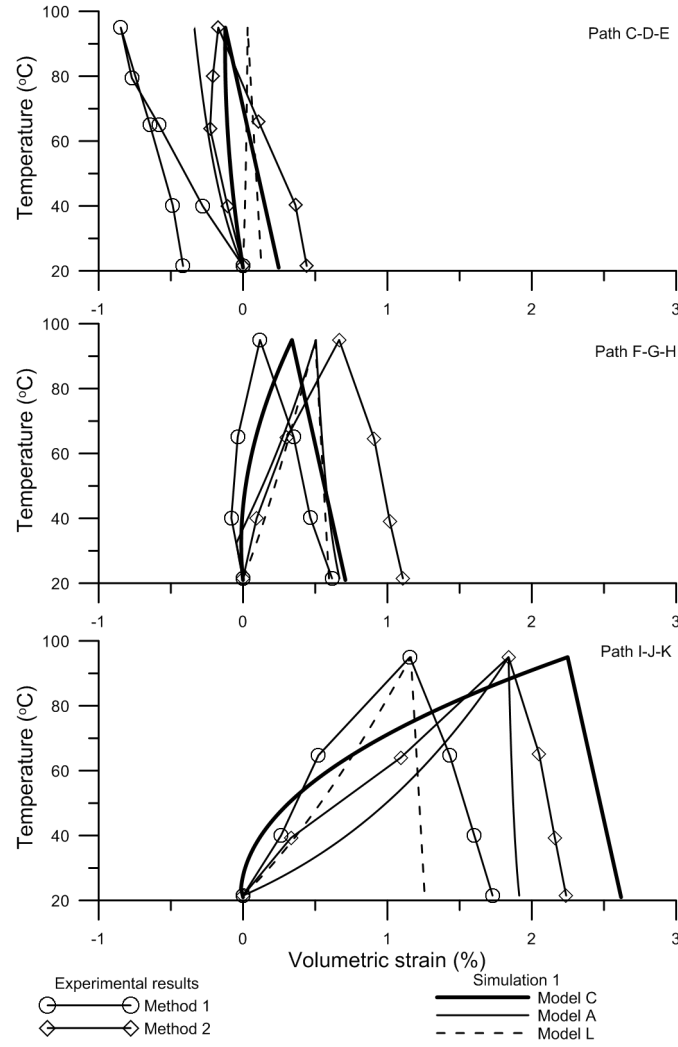 100
Path C-D-E
80
60
40
20
Temperature (°C)
-1 0 1 2 3
100
Path F-G-H
80
60
40
20
Temperature (°C)
-1 0 1 2 3
100
Path I-J-K
80
60
40
20
Temperature (°C)
-1 0 1 2 3
Volumetric strain (%)
Experimental results
Method 1
Method 2
Simulation 1
Model C
Model A
Model L